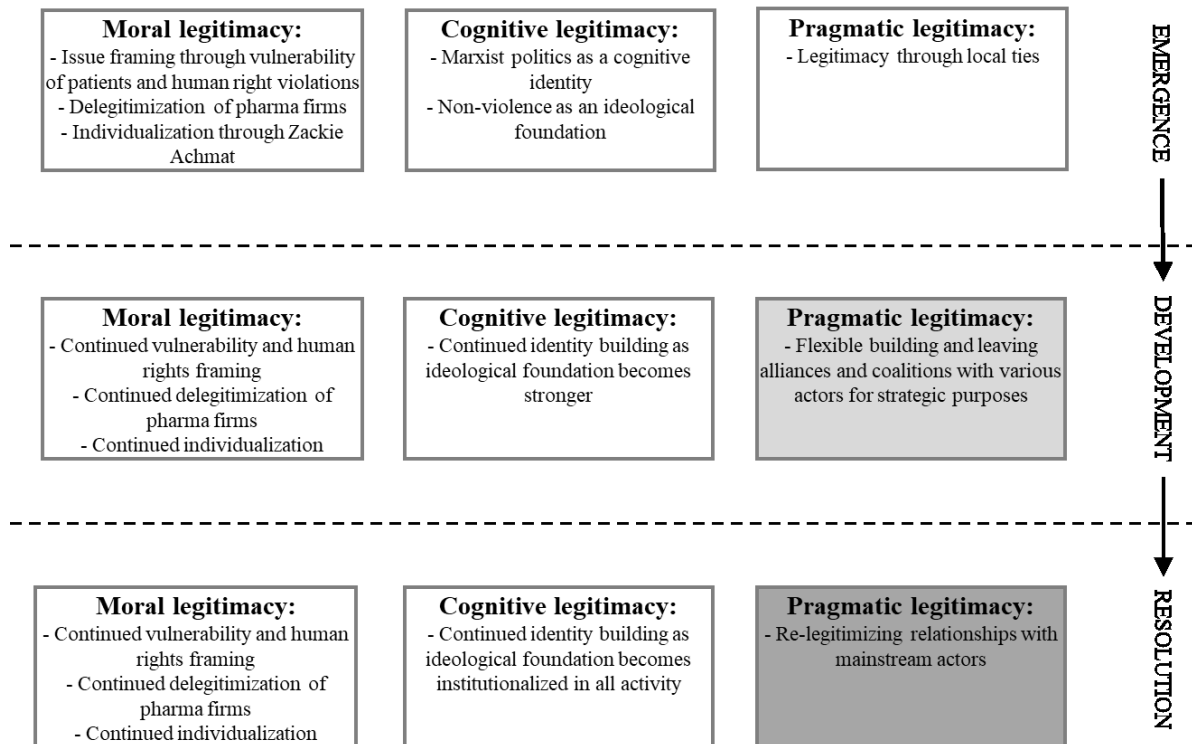 Moral legitimacy:
- Issue framing through vulnerability
of patients and human right violations
- Delegitimization of pharma firms
- Individualization through Zackie
Achmat
Cognitive legitimacy:
- Marxist politics as a cognitive
identity
- Non-violence as an ideological
foundation
Pragmatic legitimacy:
- Legitimacy through local ties
EMERGENCE
Moral legitimacy:
- Continued vulnerability and human
rights framing
- Continued delegitimization of
pharma firms
- Continued individualization
Cognitive legitimacy:
- Continued identity building as
ideological foundation becomes
stronger
Pragmatic legitimacy:
- Flexible building and leaving
alliances and coalitions with various
actors for strategic purposes
DEVELOPMENT
Moral legitimacy:
- Continued vulnerability and human
rights framing
- Continued delegitimization of
pharma firms
- Continued individualization
Cognitive legitimacy:
- Continued identity building as
ideological foundation becomes
institutionalized in all activity
Pragmatic legitimacy:
- Re-legitimizing relationships with
mainstream actors
RESOLUTION